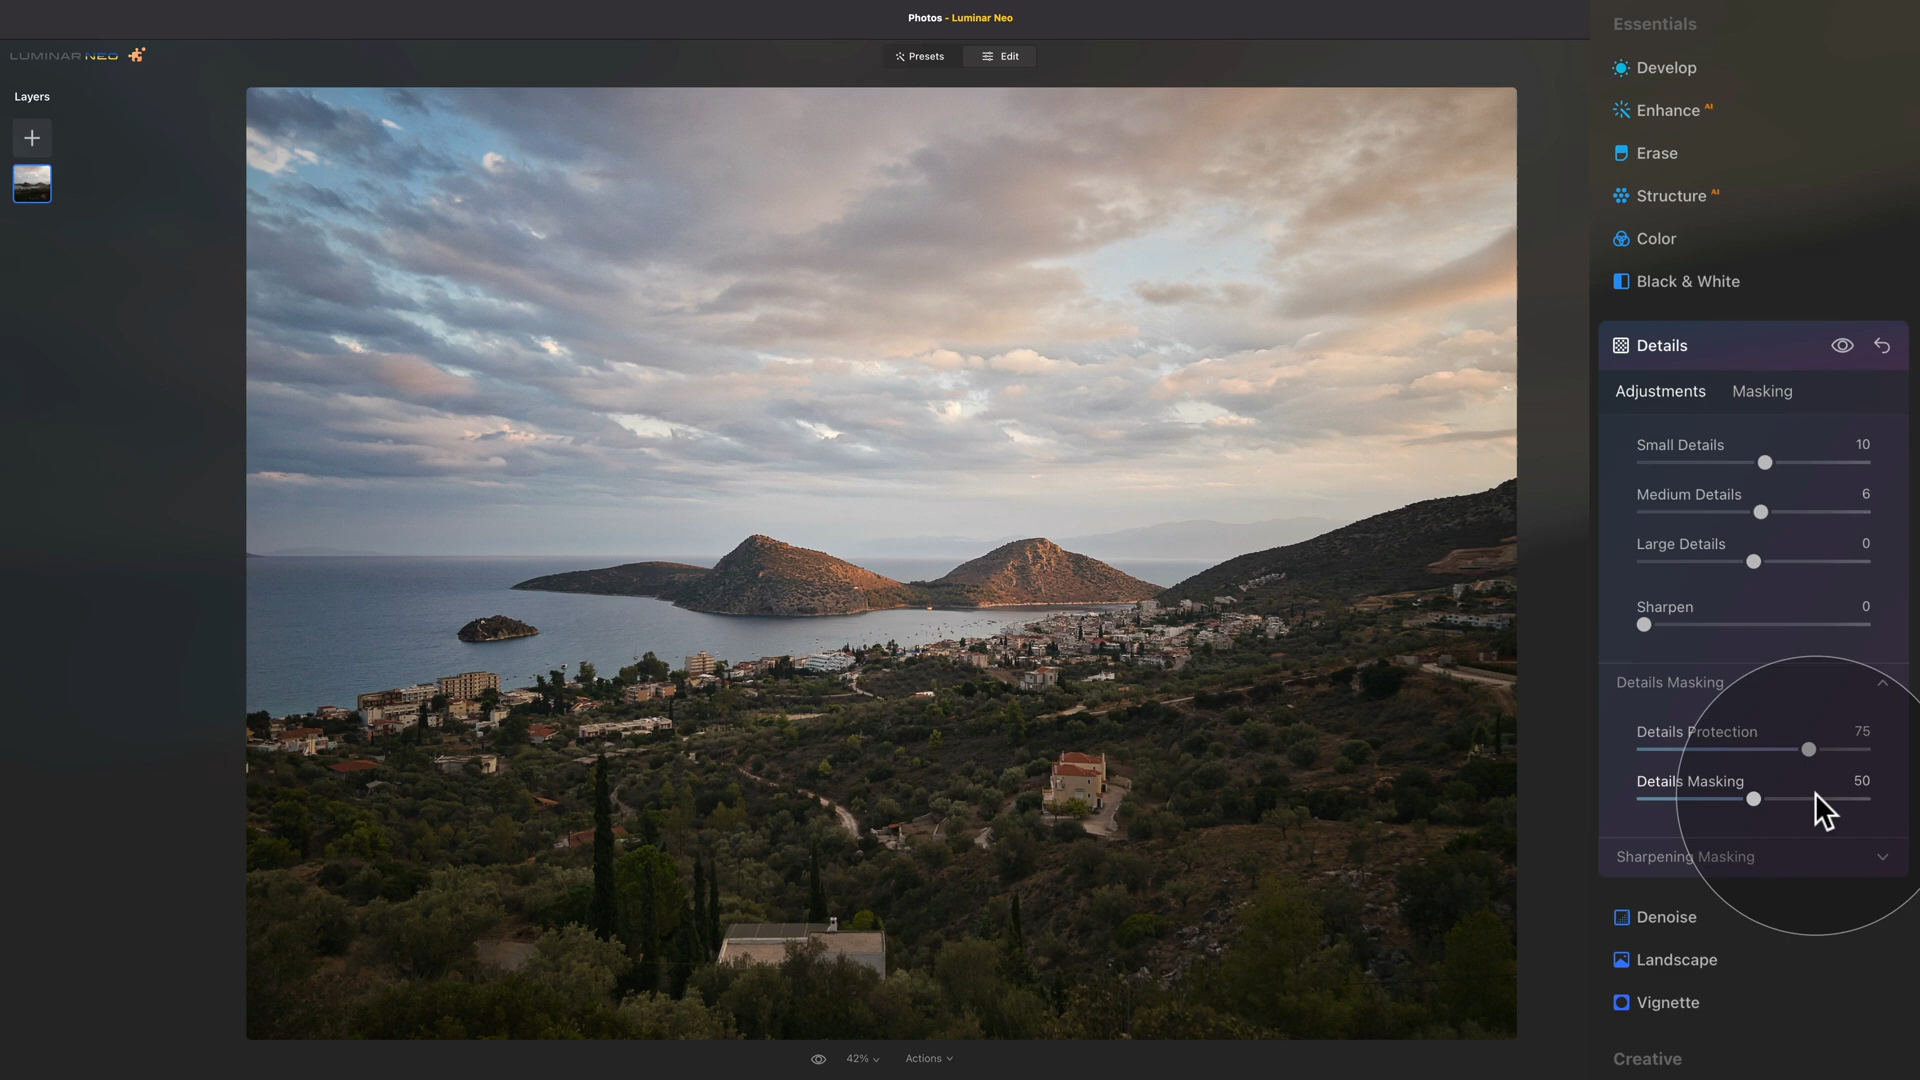 Photos - Luminar Neo
LUMINAR NEO
Presets
Edit
Layers
42%
Actions
Essentials
Develop
Enhance AI
Erase
Structure AI
Color
Black & White
Details
Adjustments Masking
Small Details 10
Medium Details 6
Large Details 0
Sharpen 0
Details Masking
Details Protection 75
Details Masking 50
Sharpening Masking
Denoise
Landscape
Vignette
Creative